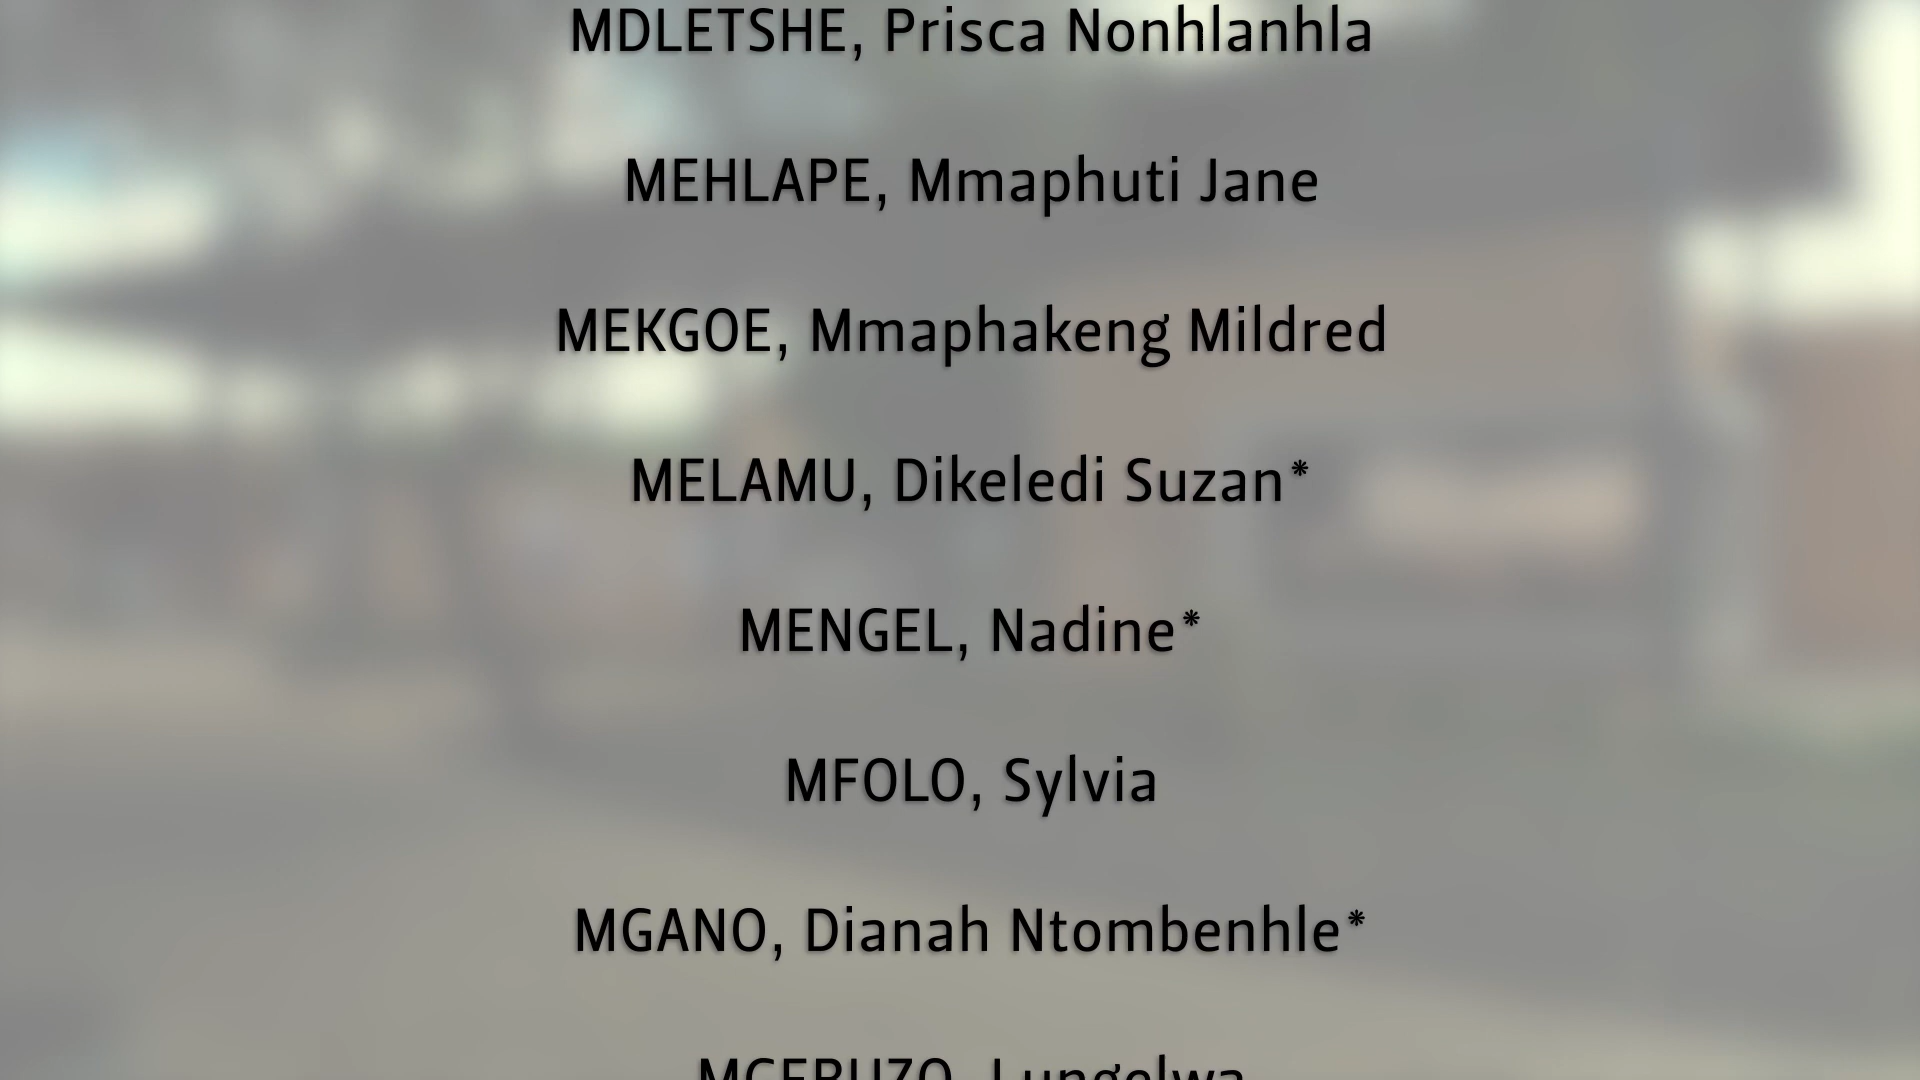 MDLETSHE, Prisca Nonhlanhla
MEHLAPE, Mmaphuti Jane
MEKGOE, Mmaphakeng Mildred
MELAMU, Dikeledi Suzan*
MENGEL, Nadine*
MFOLO, Sylvia
MGANO, Dianah Ntombenhle*
Lungelwa